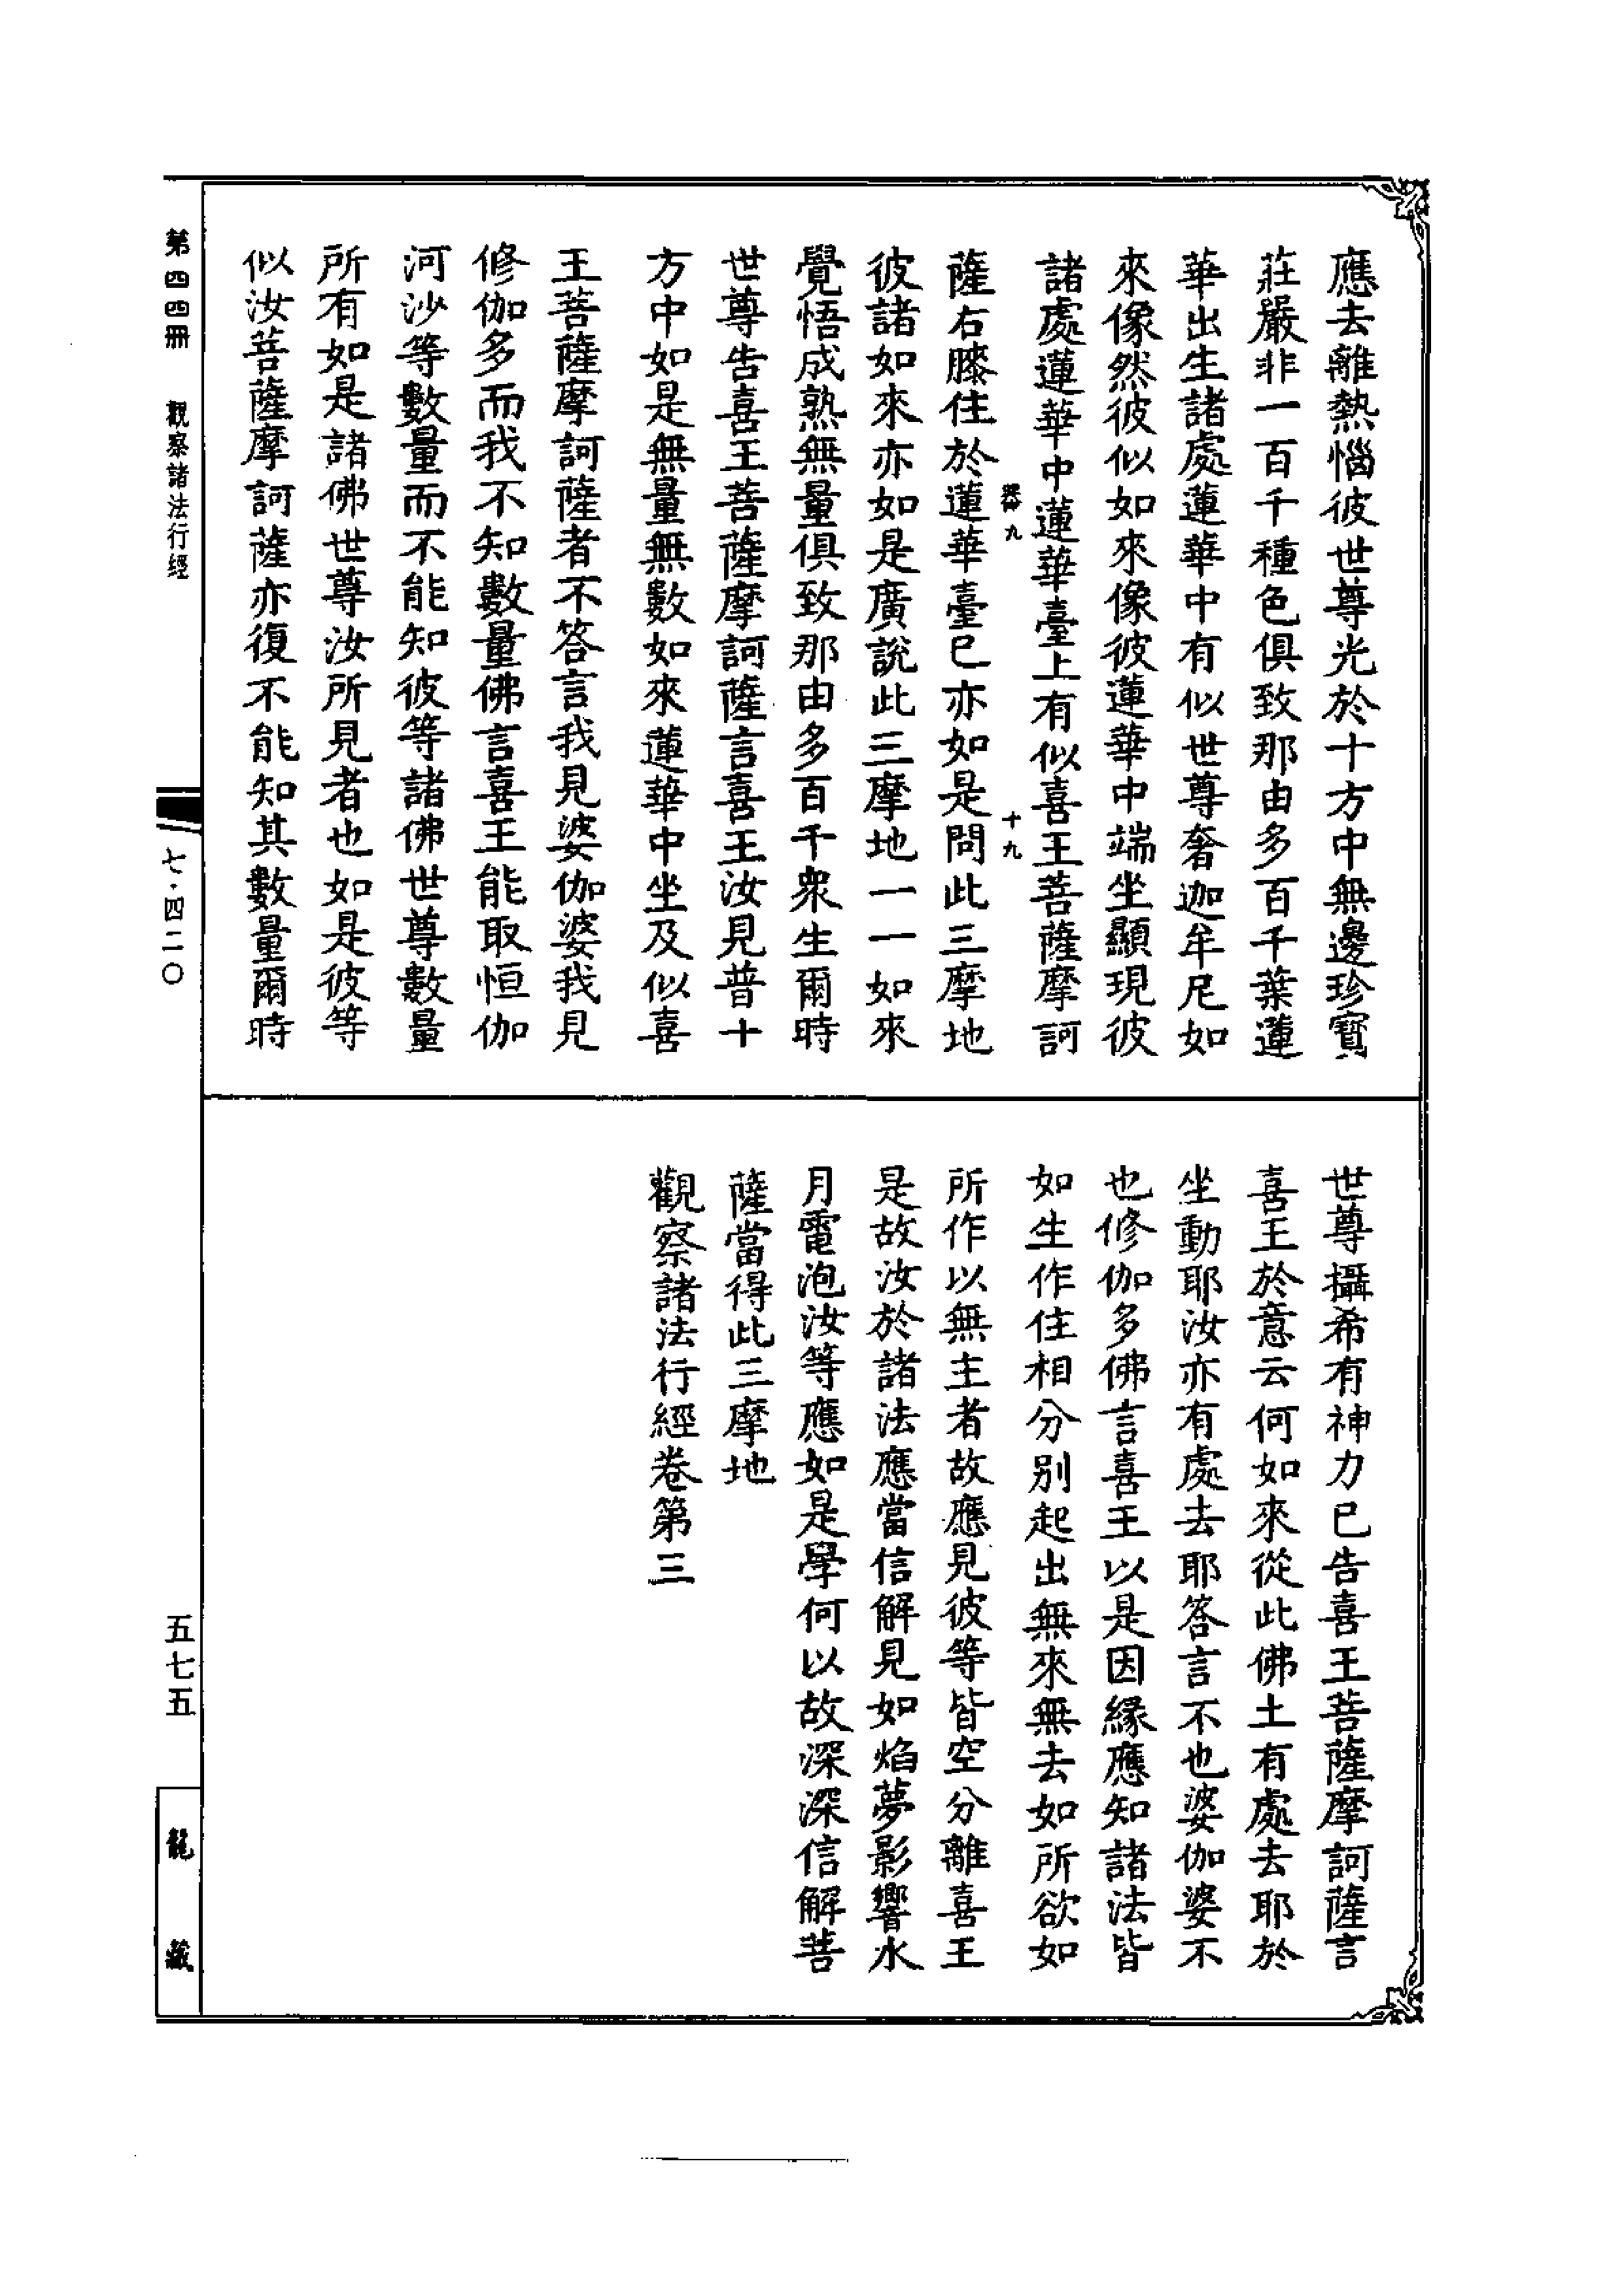 應去離熱惱彼世尊光於十方中無邊珍寶
莊嚴非一百千種色俱致那由多百千葉蓮
華出生諸處蓮華中有似世尊奢迦牟尼如
來像然彼似如來像彼蓮華中端坐顯現彼
諸處蓮華中蓮華臺上有似喜王菩薩摩訶
九 十九
薩右膝住於蓮華臺已亦如是問此三摩地
彼諸如來亦如是廣說此三摩地一一如來
覺悟成熟無量俱致那由多百千衆生爾時
世尊告喜王菩薩摩訶薩言喜王汝見普十
方中如是無量無數如來蓮華中坐及似喜
王菩薩摩訶薩者不答言我見婆伽婆我見
修伽多而我不知數量佛言喜王能取恒伽
河沙等數量而不能知彼等諸佛世尊數量
所有如是諸佛世尊汝所見者也如是彼等
似汝菩薩摩訶薩亦復不能知其數量爾時
世尊攝希有神力已告喜王菩薩摩訶薩言
喜王於意云何如來從此佛土有處去耶於
坐動耶汝亦有處去耶答言不也婆伽婆不
也修伽多佛言喜王以是因緣應知諸法皆
如生作住相分別起出無來無去如所欲如
所作以無主者故應見彼等皆空分離喜王
是故汝於諸法應當信解見如焰夢影響水
月電泡汝等應如是學何以故深深信解菩
薩當得此三摩地
觀察諸法行經卷第三
第四四冊 觀察諸法行經 七·四二〇 五七五 龍藏